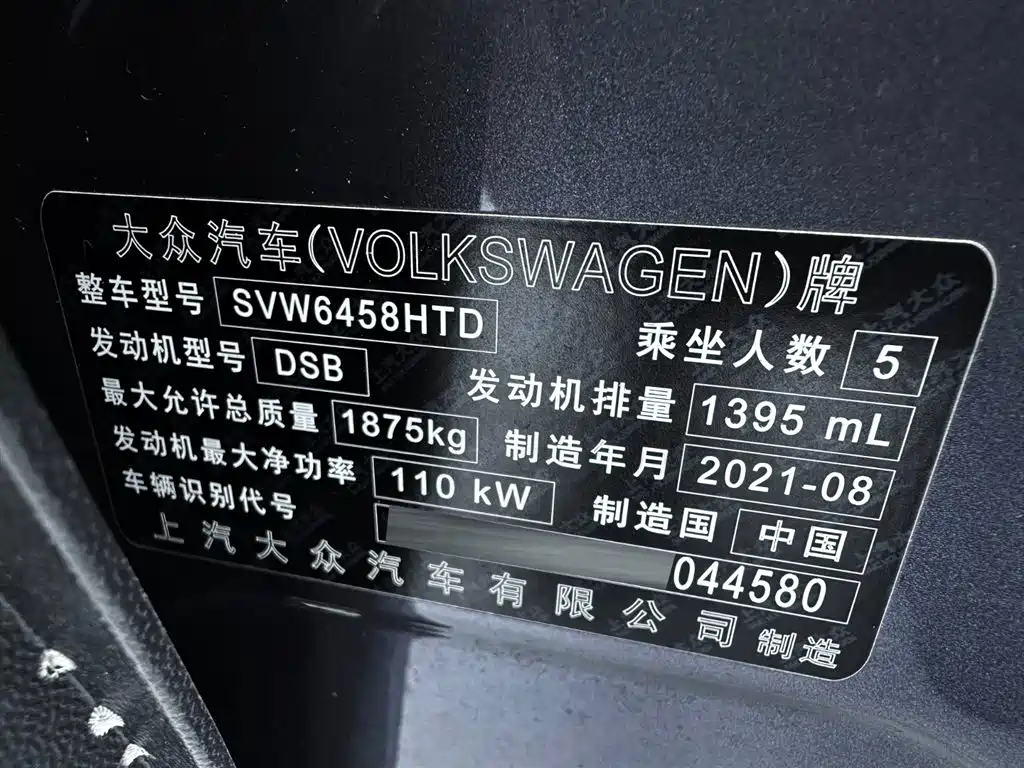 大众汽车(VOLKSWAGEN)牌
整车型号 SVW6458HTD 乘坐人数 5
发动机型号 DSB 发动机排量 1395 mL
最大允许总质量 1875kg 制造年月 2021-08
发动机最大净功率 110 kW 制造国 中国
车辆识别代号 044580
上汽大众汽车有限公司 制造